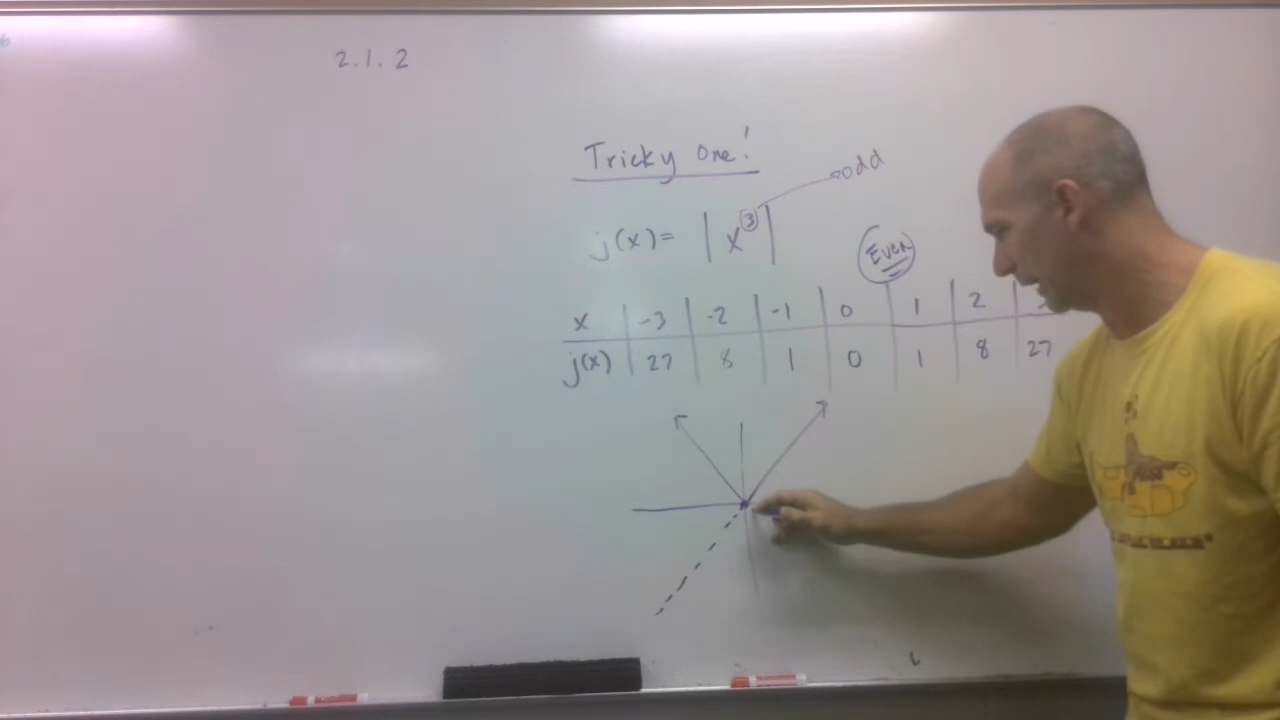 2.1.2
Tricky One!
odd
j(x)= |x³|
Even
x -3 -2 -1 0 1 2
j(x) 27 8 1 0 1 8 27